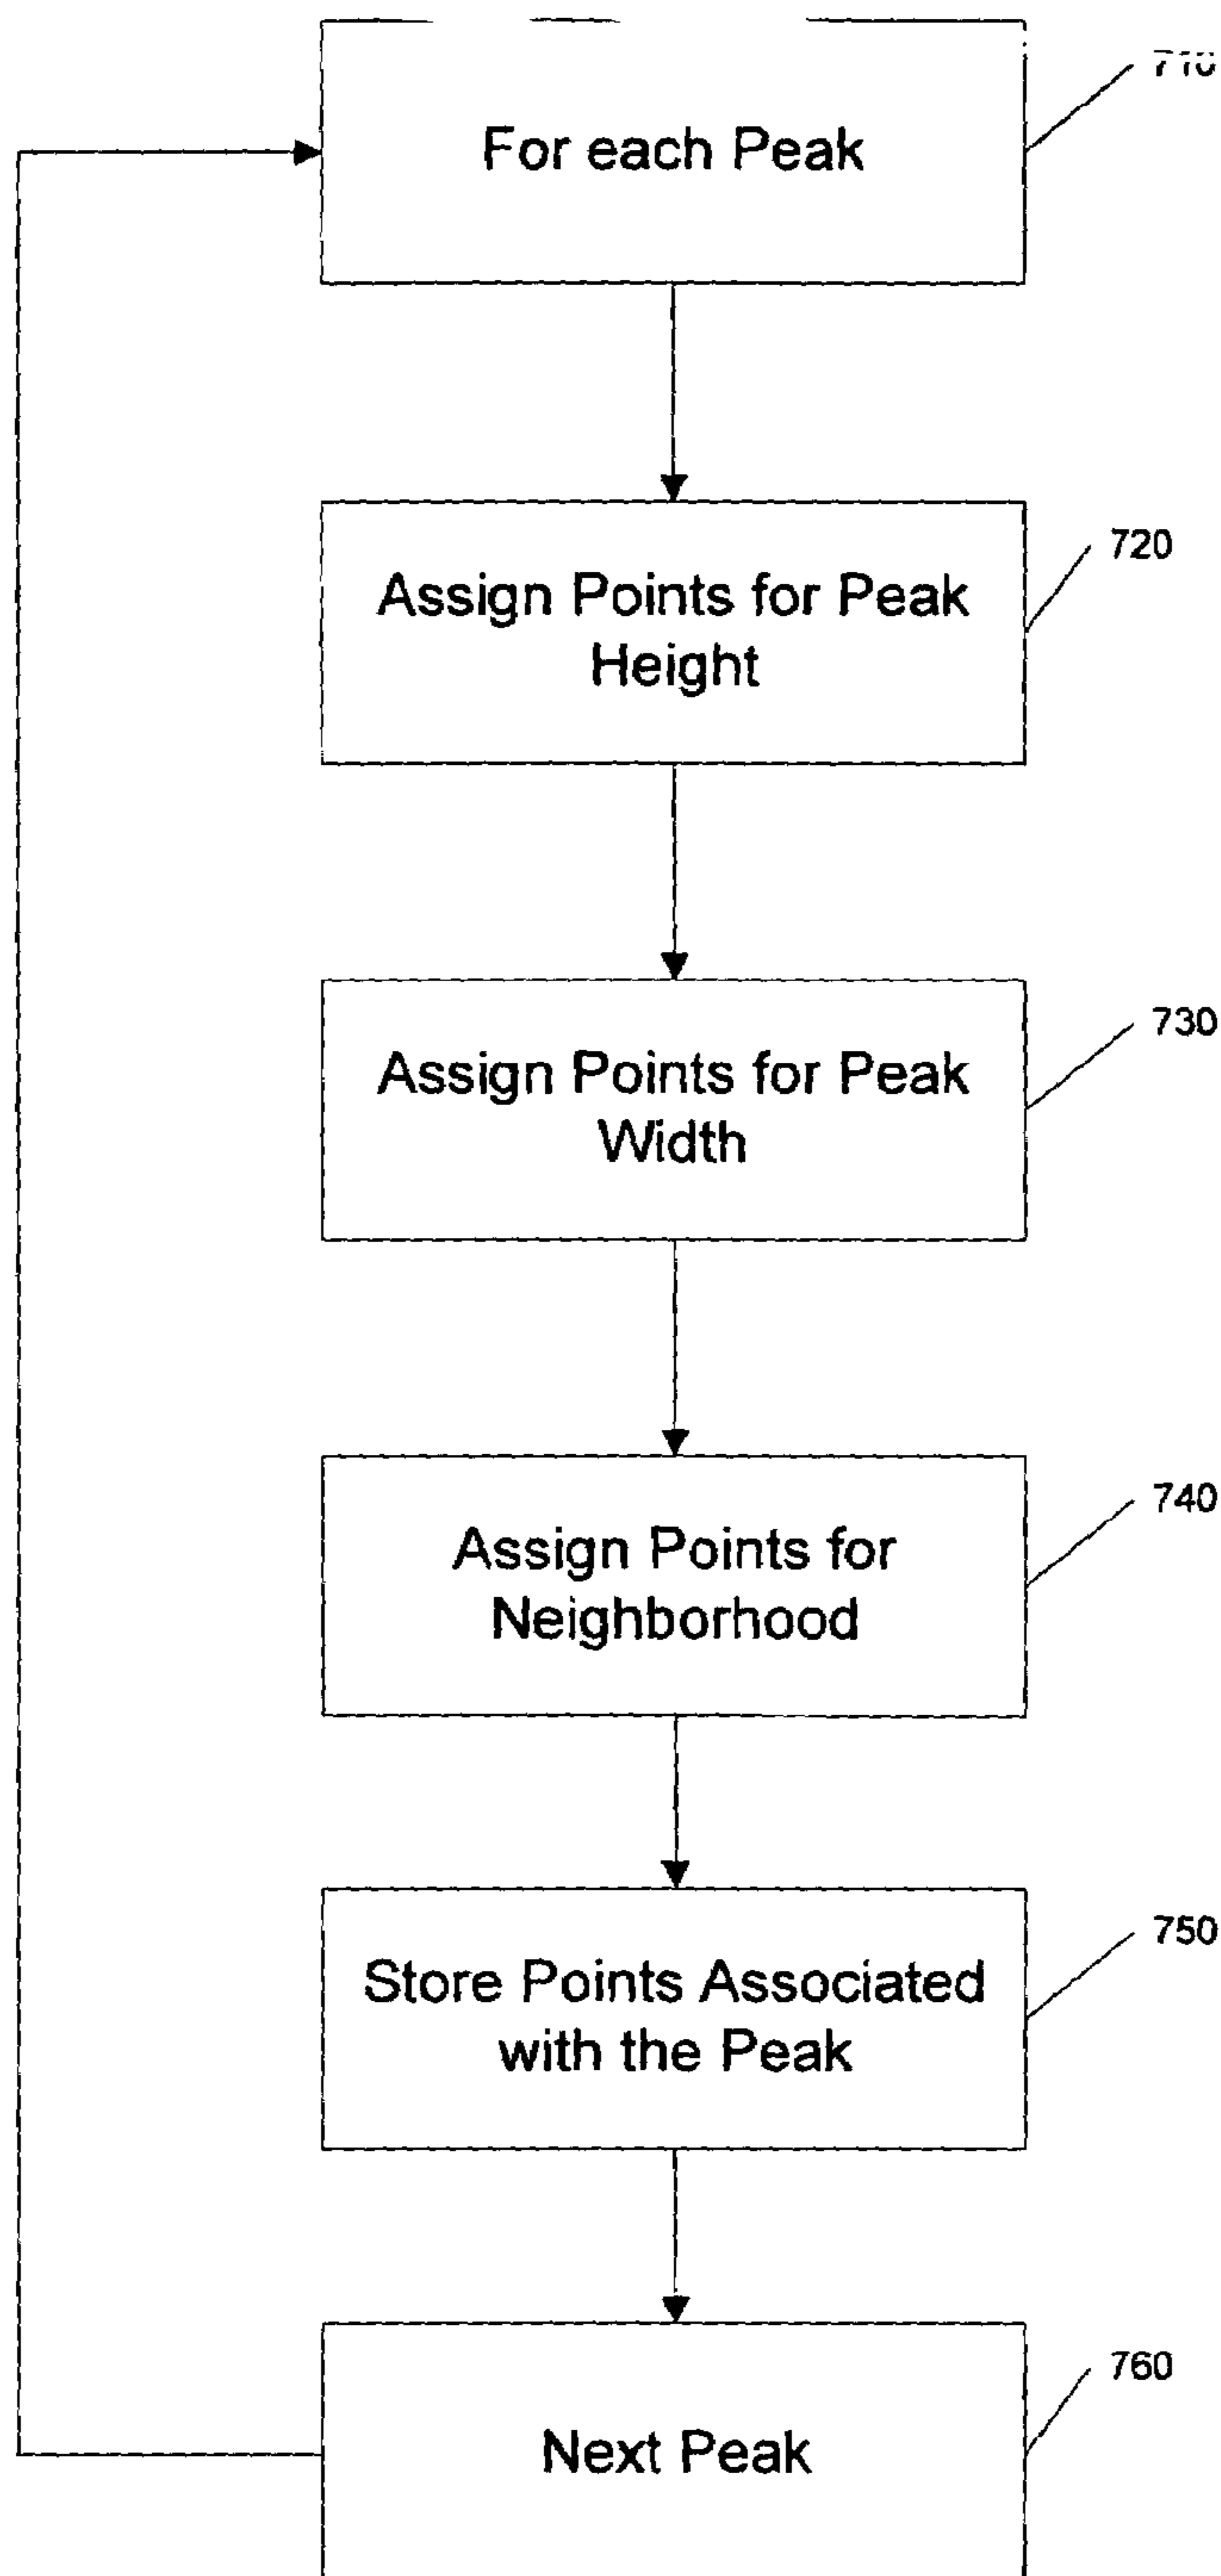 For each Peak
720
Assign Points for Peak
Height
730
Assign Points for Peak
Width
740
Assign Points for
Neighborhood
750
Store Points Associated
with the Peak
760
Next Peak